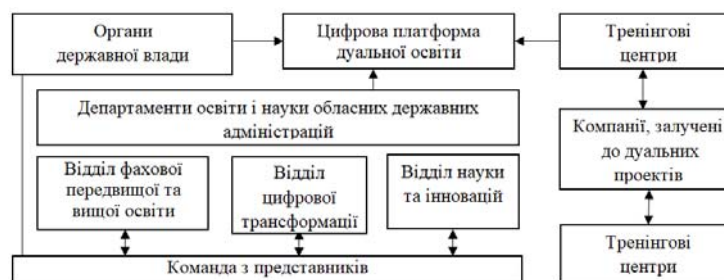 Органи
державної влади
Цифрова платформа
дуальної освіти
Тренінгові
центри
Департаменти освіти і науки обласних державних
адміністрацій
Компанії, залучені
до дуальних
проектів
Відділ фахової
передвищої та
вищої освіти
Відділ
цифрової
трансформації
Відділ науки
та інновацій
Команда з представників
Тренінгові
центри